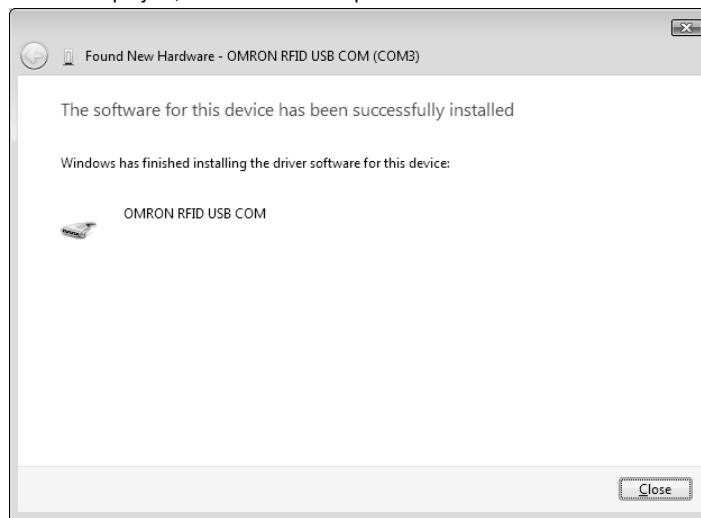 Found New Hardware - OMRON RFID USB COM (COM3)
The software for this device has been successfully installed
Windows has finished installing the driver software for this device:
OMRON RFID USB COM
Close